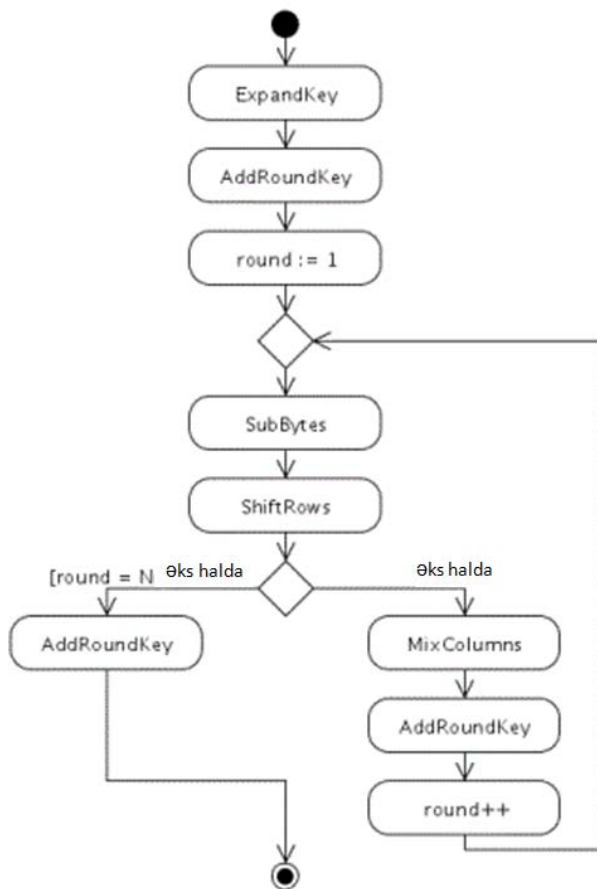 ExpandKey
AddRoundKey
round := 1
SubBytes
ShiftRows
[round = N Əks halda
Əks halda
AddRoundKey
MixColumns
AddRoundKey
round++